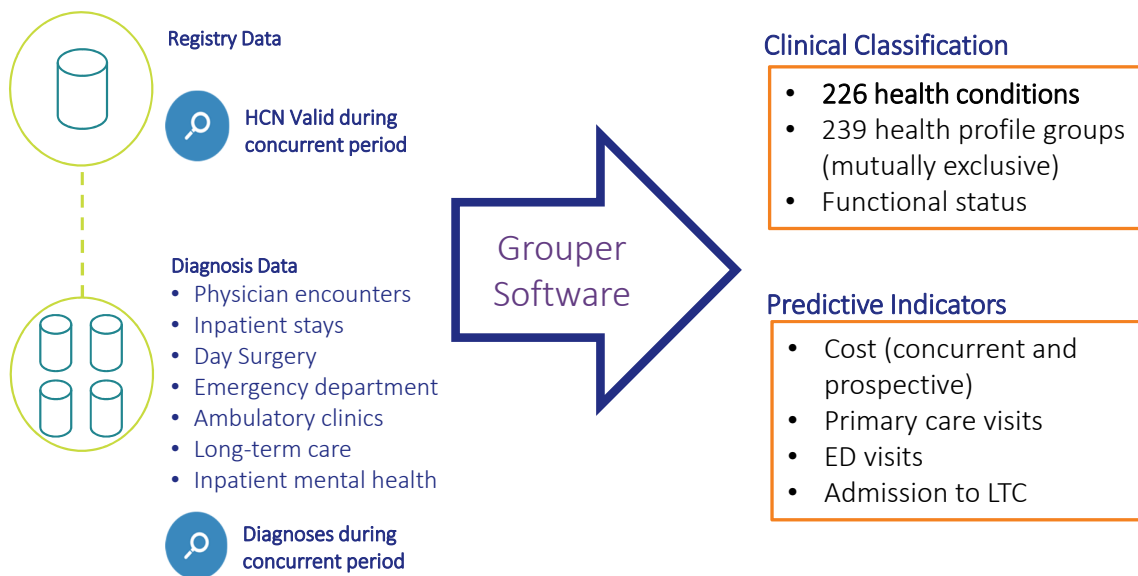 Registry Data
HCN Valid during
concurrent period
Diagnosis Data
• Physician encounters
• Inpatient stays
• Day Surgery
• Emergency department
• Ambulatory clinics
• Long-term care
• Inpatient mental health
Diagnoses during
concurrent period
Grouper
Software
Clinical Classification
• 226 health conditions
• 239 health profile groups
(mutually exclusive)
• Functional status
Predictive Indicators
• Cost (concurrent and
prospective)
• Primary care visits
• ED visits
• Admission to LTC